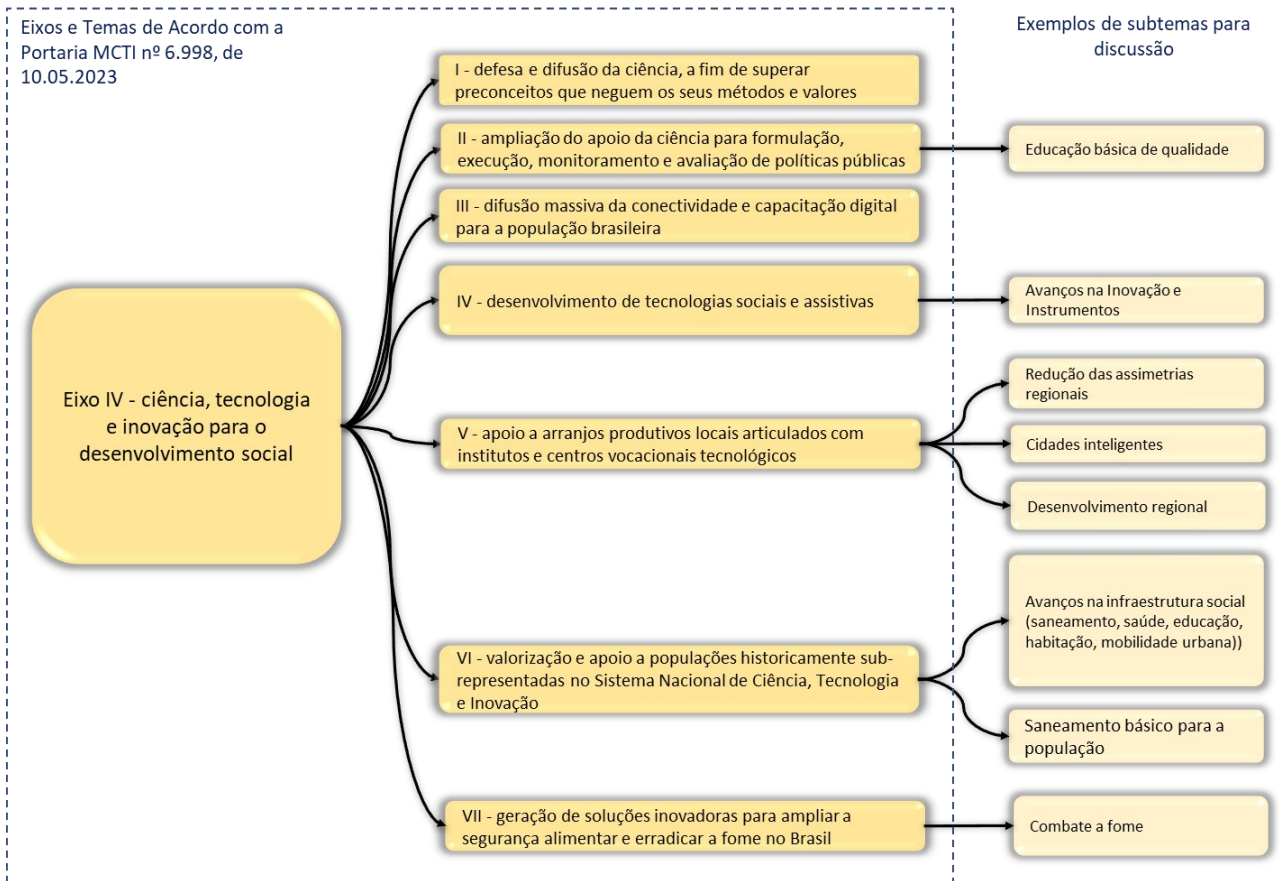 Eixos e Temas de Acordo com a
Portaria MCTI nº 6.998, de
10.05.2023
Exemplos de subtemas para
discussão
Eixo IV - ciência, tecnologia
e inovação para o
desenvolvimento social
I - defesa e difusão da ciência, a fim de superar
preconceitos que neguem os seus métodos e valores
II - ampliação do apoio da ciência para formulação,
execução, monitoramento e avaliação de políticas públicas
Educação básica de qualidade
III - difusão massiva da conectividade e capacitação digital
para a população brasileira
IV - desenvolvimento de tecnologias sociais e assistivas
Avanços na Inovação e
Instrumentos
V - apoio a arranjos produtivos locais articulados com
institutos e centros vocacionais tecnológicos
Redução das assimetrias
regionais
Cidades inteligentes
Desenvolvimento regional
VI - valorização e apoio a populações historicamente sub-
representadas no Sistema Nacional de Ciência, Tecnologia
e Inovação
Avanços na infraestrutura social
(saneamento, saúde, educação,
habitação, mobilidade urbana))
Saneamento básico para a
população
VII - geração de soluções inovadoras para ampliar a
segurança alimentar e erradicar a fome no Brasil
Combate a fome